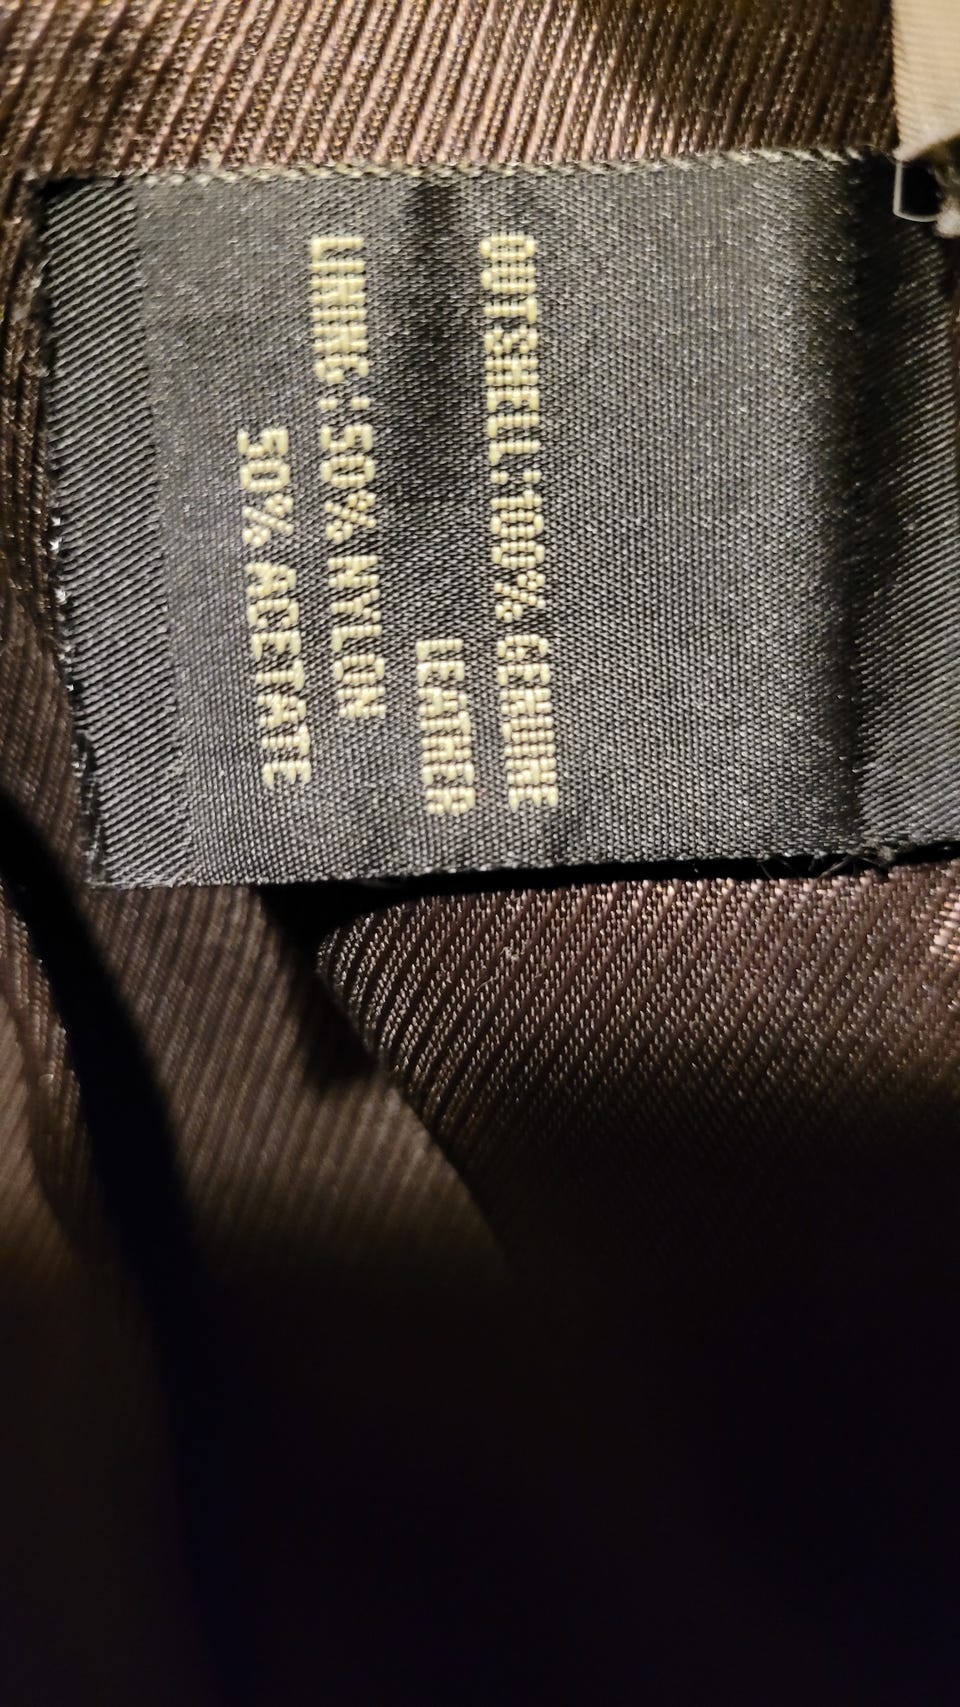 OUTSHELL:100% GENUINE
LEATHER
LINING:50% NYLON
50% ACETATE